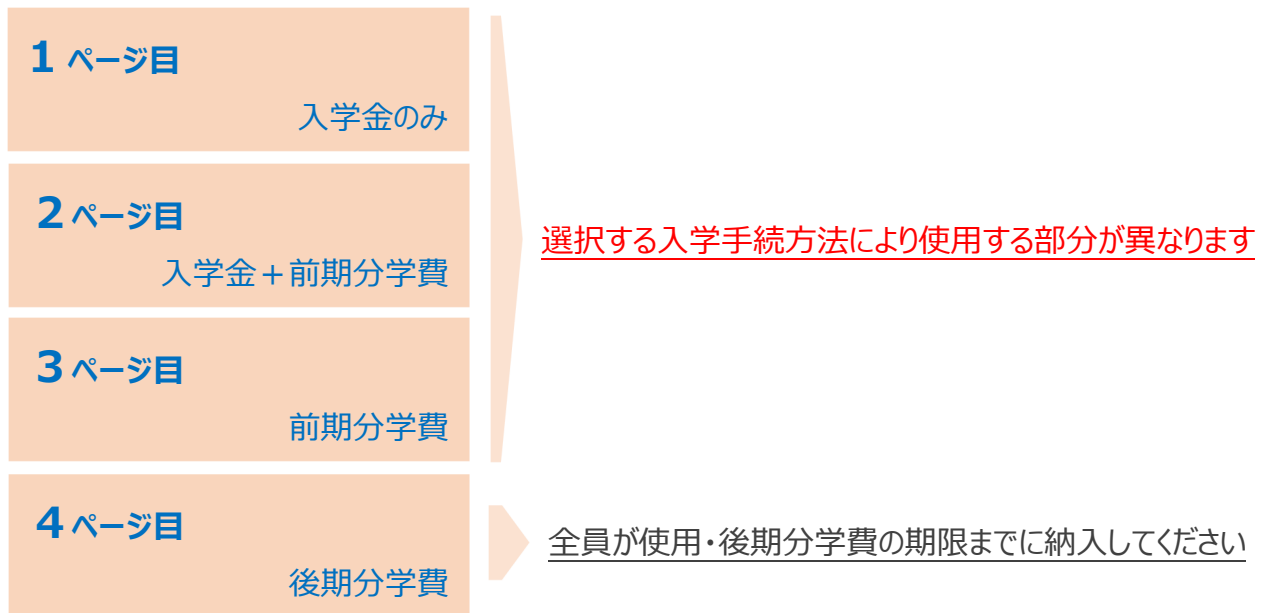 1 ページ目
入学金のみ
2 ページ目
入学金+前期分学費
3 ページ目
前期分学費
選択する入学手続方法により使用する部分が異なります
4 ページ目
後期分学費
全員が使用・後期分学費の期限までに納入してください